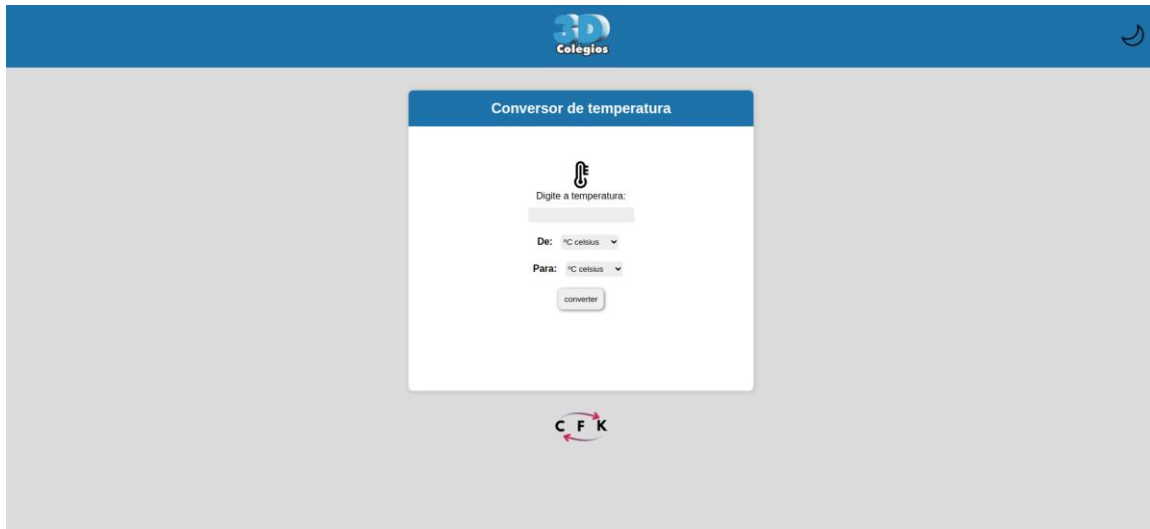 3D
Colégios
Conversor de temperatura
Digite a temperatura:
De: ºC celsius
Para: ºC celsius
converter
C F K